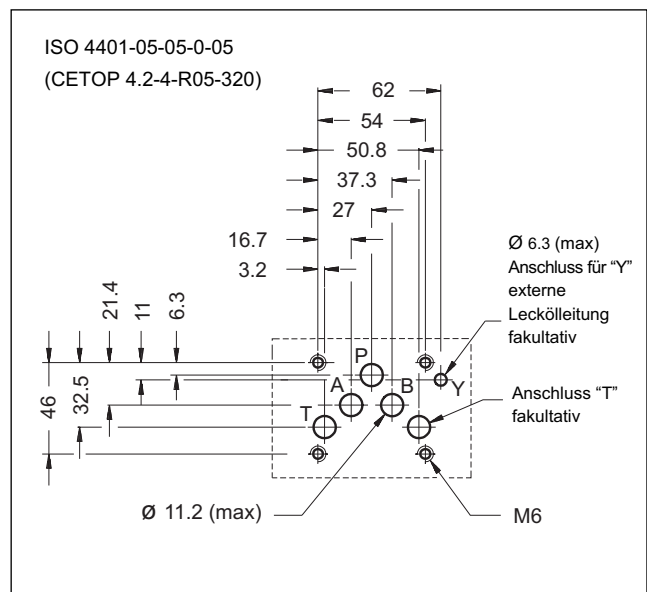 ISO 4401-05-05-0-05
(CETOP 4.2-4-R05-320)
62
54
50.8
37.3
27
16.7
3.2
Ø 6.3 (max)
Anschluss für “Y”
externe
Leckölleitung
fakultativ
21.4
11
6.3
46
32.5
P
A
B
Y
T
Anschluss “T”
fakultativ
Ø 11.2 (max)
M6